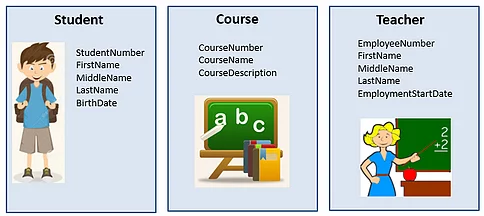 Student
StudentNumber
FirstName
MiddleName
LastName
BirthDate
Course
CourseNumber
CourseName
CourseDescription
a b c
Teacher
EmployeeNumber
FirstName
MiddleName
LastName
EmploymentStartDate
2
+2